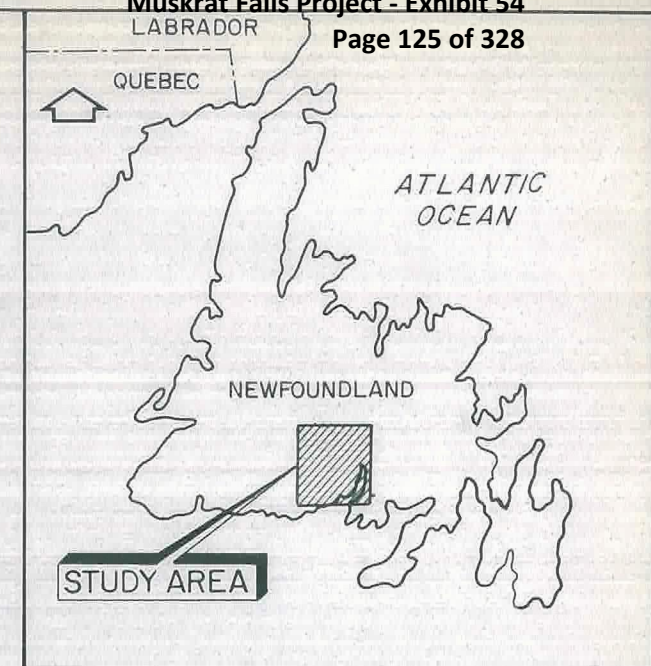 Muskrat Falls Project - Exhibit 54
Page 125 of 328
LABRADOR
QUEBEC
ATLANTIC
OCEAN
NEWFOUNDLAND
STUDY AREA